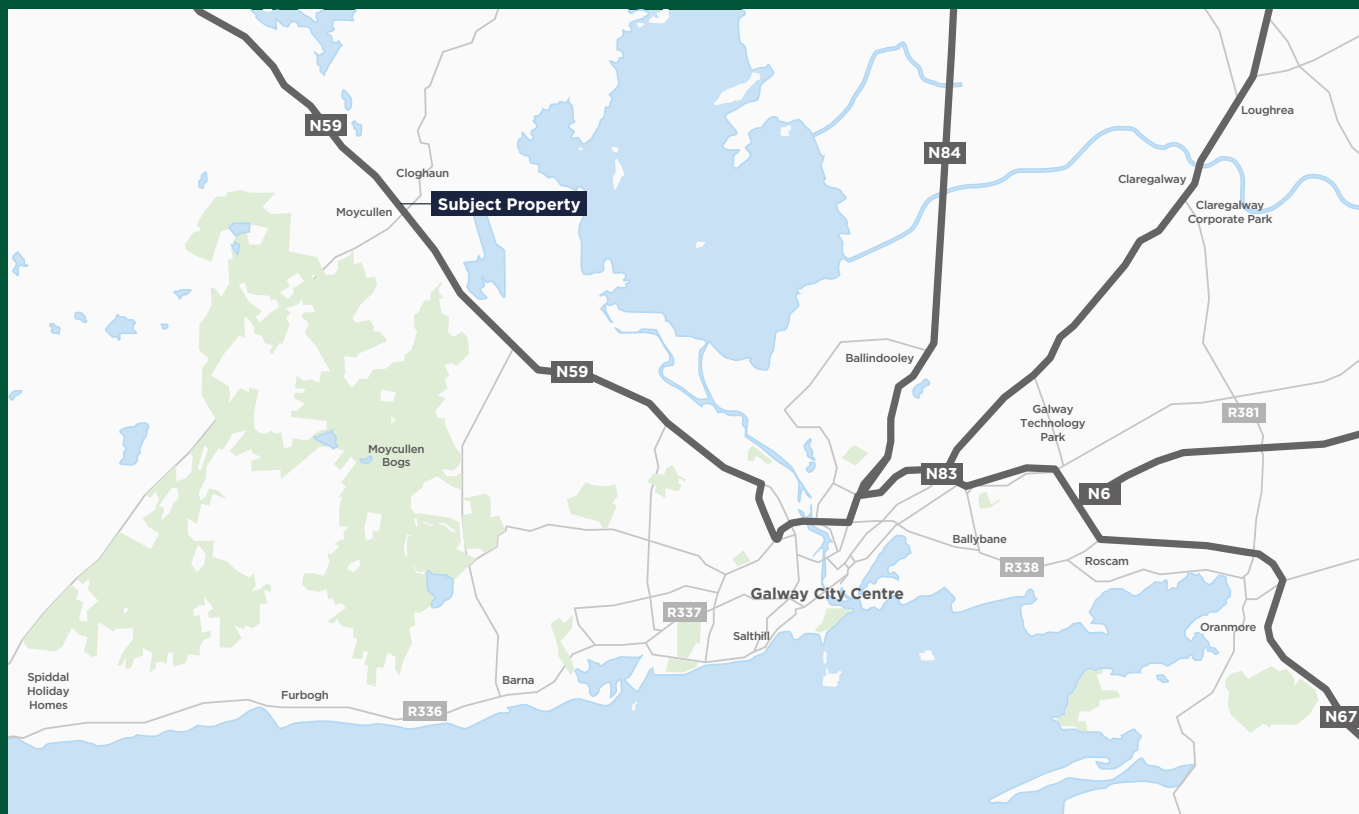 Loughrea
N59
N84
Cloghaun
Claregalway
Subject Property
Moycullen
Claregalway
Corporate Park
Ballindooley
N59
Galway
Technology
Park
R381
Moycullen
Bogs
N83
N6
Ballybane
Roscam
R338
Galway City Centre
R337
Oranmore
Salthill
Spiddal
Holiday
Homes
Barna
Furbogh
R336
N67